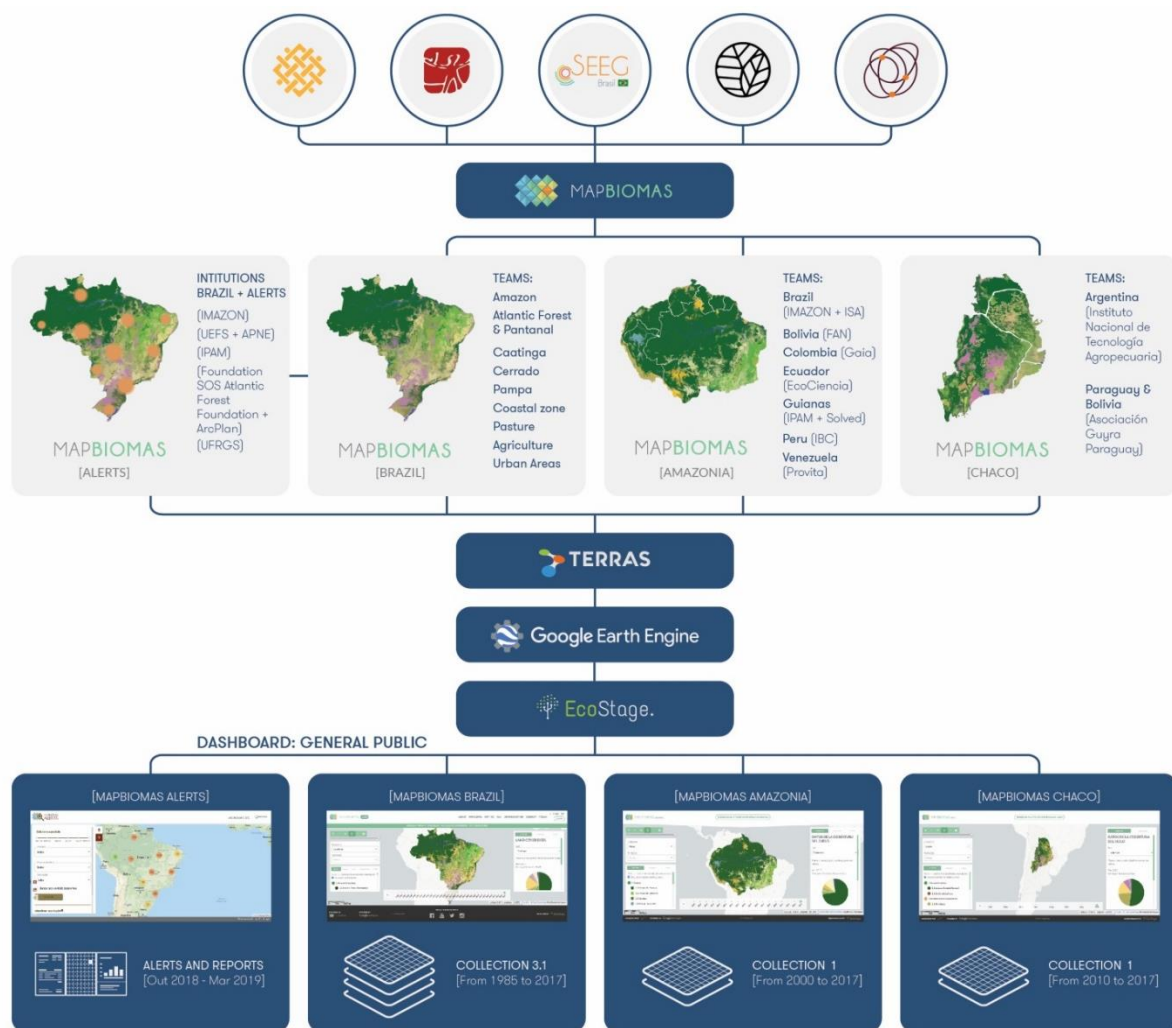 SEEG
Brasil
MAPBIOMAS
INTITUTIONS
BRAZIL + ALERTS
(IMAZON)
(UEFS + APNE)
(IPAM)
(Foundation
SOS Atlantic
Forest
Foundation +
ArcPlan)
(UFRGS)
MAPBIOMAS
[ALERTS]
TEAMS:
Amazon
Atlantic Forest
& Pantanal
Caatinga
Cerrado
Pampa
Coastal zone
Pasture
Agriculture
Urban Areas
MAPBIOMAS
[BRAZIL]
TEAMS:
Brazil
(IMAZON + ISA)
Bolivia (FAN)
Colombia (Gaia)
Ecuador
(EcoCiencia)
Guianas
(IPAM + Solved)
Peru (IBC)
Venezuela
(Provita)
MAPBIOMAS
[AMAZONIA]
TEAMS:
Argentina
(Instituto
Nacional de
Tecnología
Agropecuaria)
Paraguay &
Bolivia
(Asociación
Guyra
Paraguay)
MAPBIOMAS
[CHACO]
TERRAS
Google Earth Engine
EcoStage.
DASHBOARD: GENERAL PUBLIC
[MAPBIOMAS ALERTS]
[MAPBIOMAS BRAZIL]
[MAPBIOMAS AMAZONIA]
[MAPBIOMAS CHACO]
ALERTS AND REPORTS
[Out 2018 - Mar 2019]
COLLECTION 3.1
[From 1985 to 2017]
COLLECTION 1
[From 2000 to 2017]
COLLECTION 1
[From 2010 to 2017]